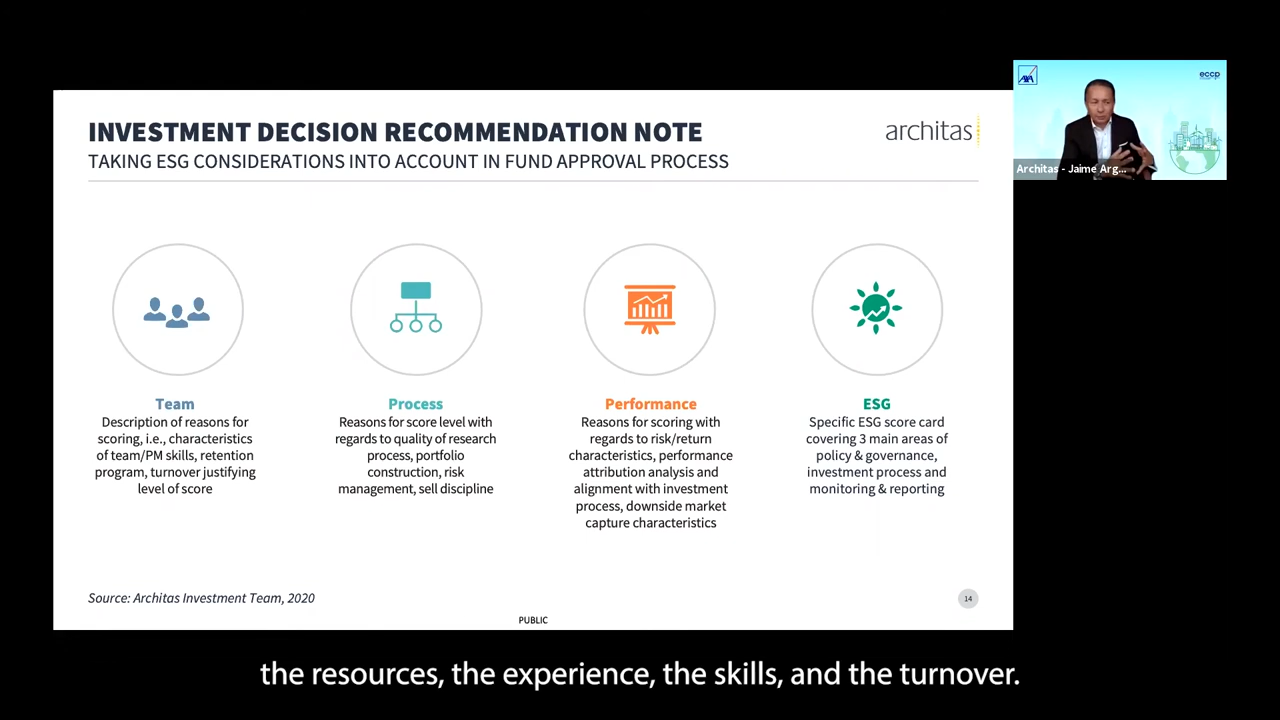 INVESTMENT DECISION RECOMMENDATION NOTE
TAKING ESG CONSIDERATIONS INTO ACCOUNT IN FUND APPROVAL PROCESS
architas
AXA
eccp
Architas - Jaime Arg...
Team
Description of reasons for
scoring, i.e., characteristics
of team/PM skills, retention
program, turnover justifying
level of score
Process
Reasons for score level with
regards to quality of research
process, portfolio
construction, risk
management, sell discipline
Performance
Reasons for scoring with
regards to risk/return
characteristics, performance
attribution analysis and
alignment with investment
process, downside market
capture characteristics
ESG
Specific ESG score card
covering 3 main areas of
policy & governance,
investment process and
monitoring & reporting
Source: Architas Investment Team, 2020
14
PUBLIC
the resources, the experience, the skills, and the turnover.